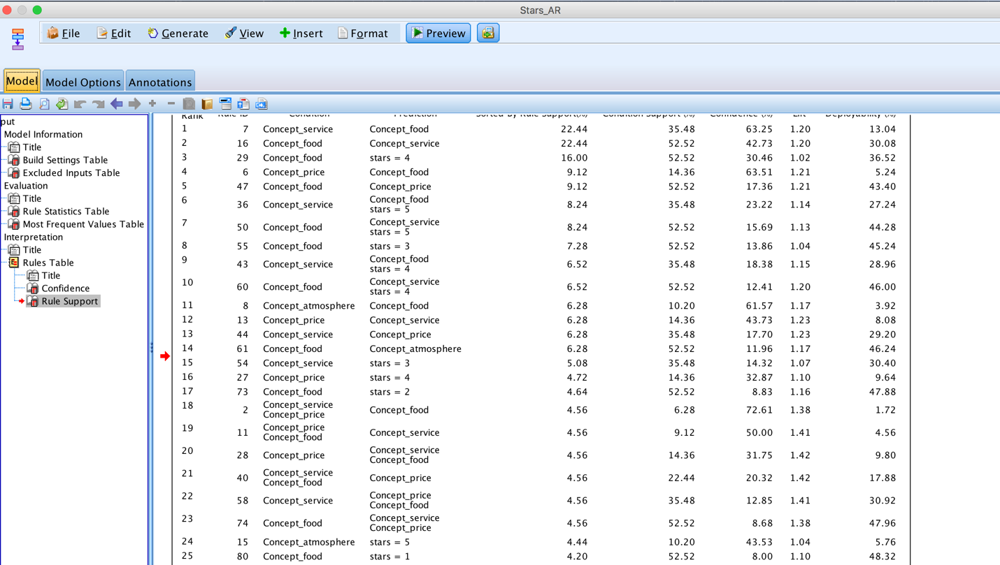 Stars_AR
File Edit Generate View Insert Format Preview
Model Model Options Annotations
put
Model Information
Title
Build Settings Table
Excluded Inputs Table
Evaluation
Title
Rule Statistics Table
Most Frequent Values Table
Interpretation
Title
Rules Table
Title
Confidence
Rule Support
Rank Rule ID Condition Prediction Sorted By Rule Support(%) Condition Support (%) Confidence (%) Lift Deployability (%)
1 7 Concept_service Concept_food 22.44 35.48 63.25 1.20 13.04
2 16 Concept_food Concept_service 22.44 52.52 42.73 1.20 30.08
3 29 Concept_food stars = 4 16.00 52.52 30.46 1.02 36.52
4 6 Concept_price Concept_food 9.12 14.36 63.51 1.21 5.24
5 47 Concept_food Concept_price 9.12 52.52 17.36 1.21 43.40
6 36 Concept_service Concept_food 8.24 35.48 23.22 1.14 27.24
stars = 5
7 50 Concept_food Concept_service 8.24 52.52 15.69 1.13 44.28
stars = 5
8 55 Concept_food stars = 3 7.28 52.52 13.86 1.04 45.24
9 43 Concept_service Concept_food 6.52 35.48 18.38 1.15 28.96
stars = 4
10 60 Concept_food Concept_service 6.52 52.52 12.41 1.20 46.00
stars = 4
11 8 Concept_atmosphere Concept_food 6.28 10.20 61.57 1.17 3.92
12 13 Concept_price Concept_service 6.28 14.36 43.73 1.23 8.08
13 44 Concept_service Concept_price 6.28 35.48 17.70 1.23 29.20
14 61 Concept_food Concept_atmosphere 6.28 52.52 11.96 1.17 46.24
15 54 Concept_service stars = 3 5.08 35.48 14.32 1.07 30.40
16 27 Concept_price stars = 4 4.72 14.36 32.87 1.10 9.64
17 73 Concept_food stars = 2 4.64 52.52 8.83 1.16 47.88
18 2 Concept_service Concept_food 4.56 6.28 72.61 1.38 1.72
Concept_price
19 11 Concept_price Concept_service 4.56 9.12 50.00 1.41 4.56
Concept_food
20 28 Concept_price Concept_service 4.56 14.36 31.75 1.42 9.80
Concept_food
21 40 Concept_service Concept_price 4.56 22.44 20.32 1.42 17.88
Concept_food
22 58 Concept_service Concept_price 4.56 35.48 12.85 1.41 30.92
Concept_food
23 74 Concept_food Concept_service 4.56 52.52 8.68 1.38 47.96
Concept_price
24 15 Concept_atmosphere stars = 5 4.44 10.20 43.53 1.04 5.76
25 80 Concept_food stars = 1 4.20 52.52 8.00 1.10 48.32